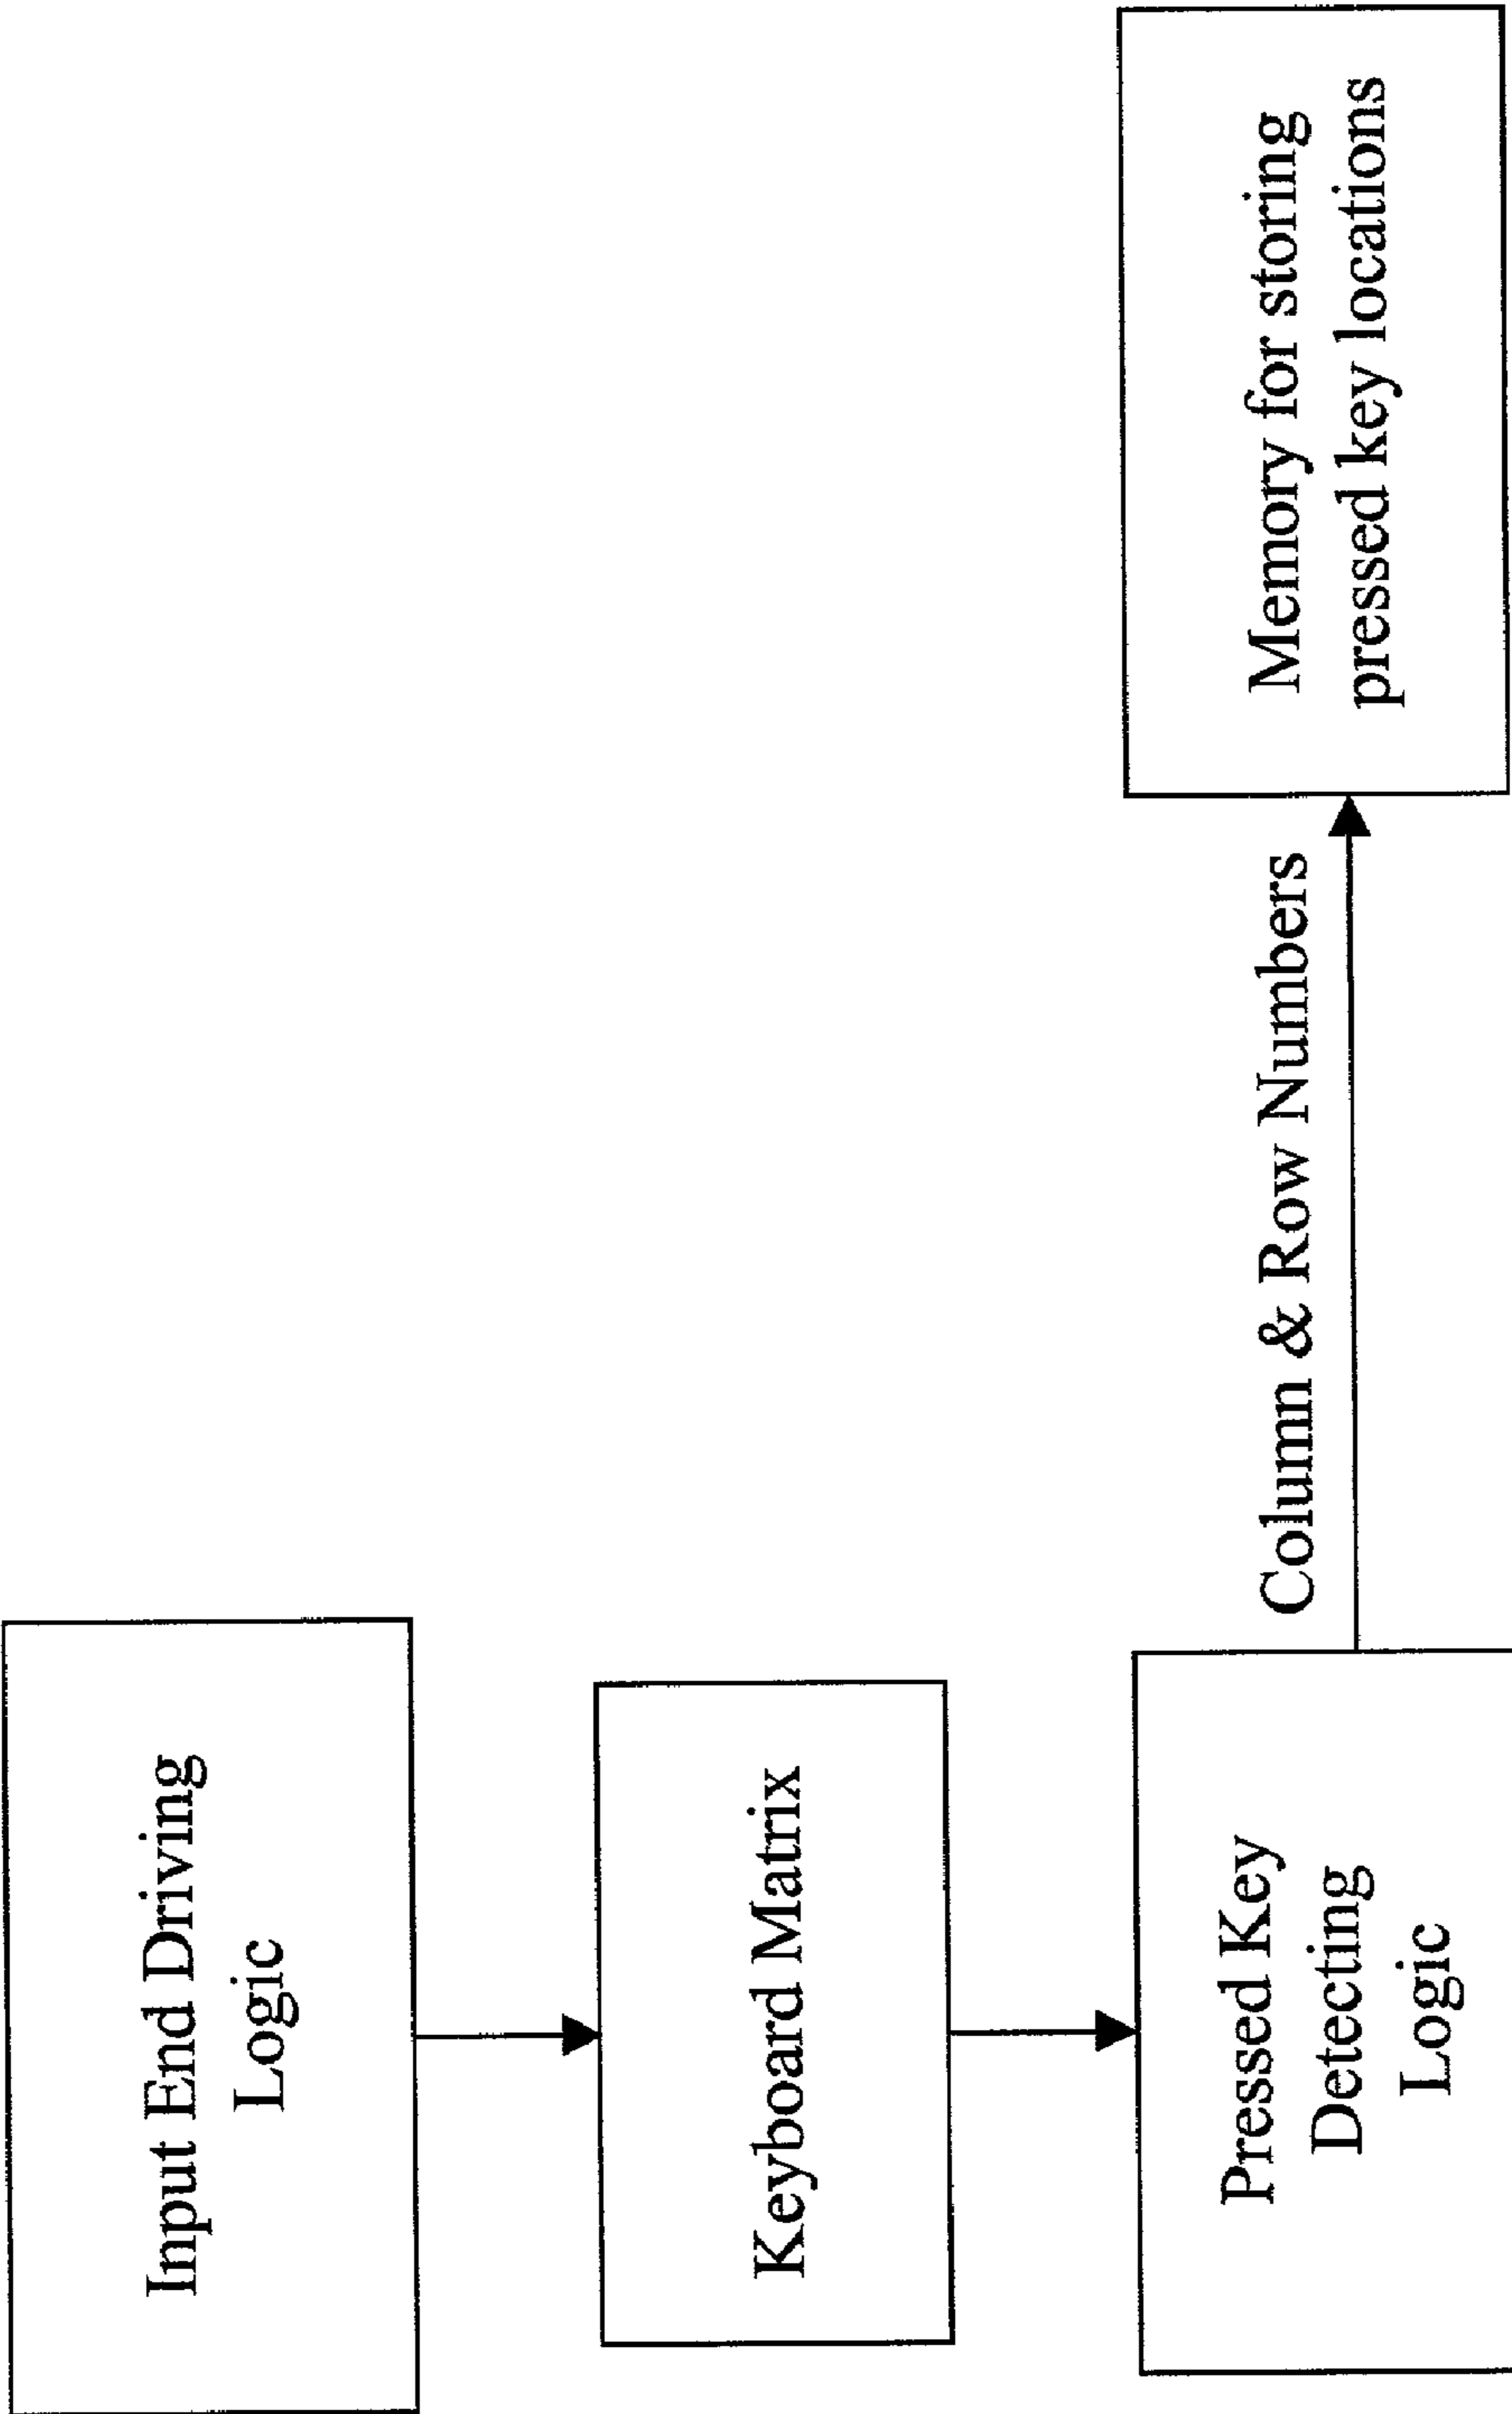 Input End Driving
Logic
Keyboard Matrix
Pressed Key
Detecting
Logic
Column & Row Numbers
Memory for storing
pressed key locations